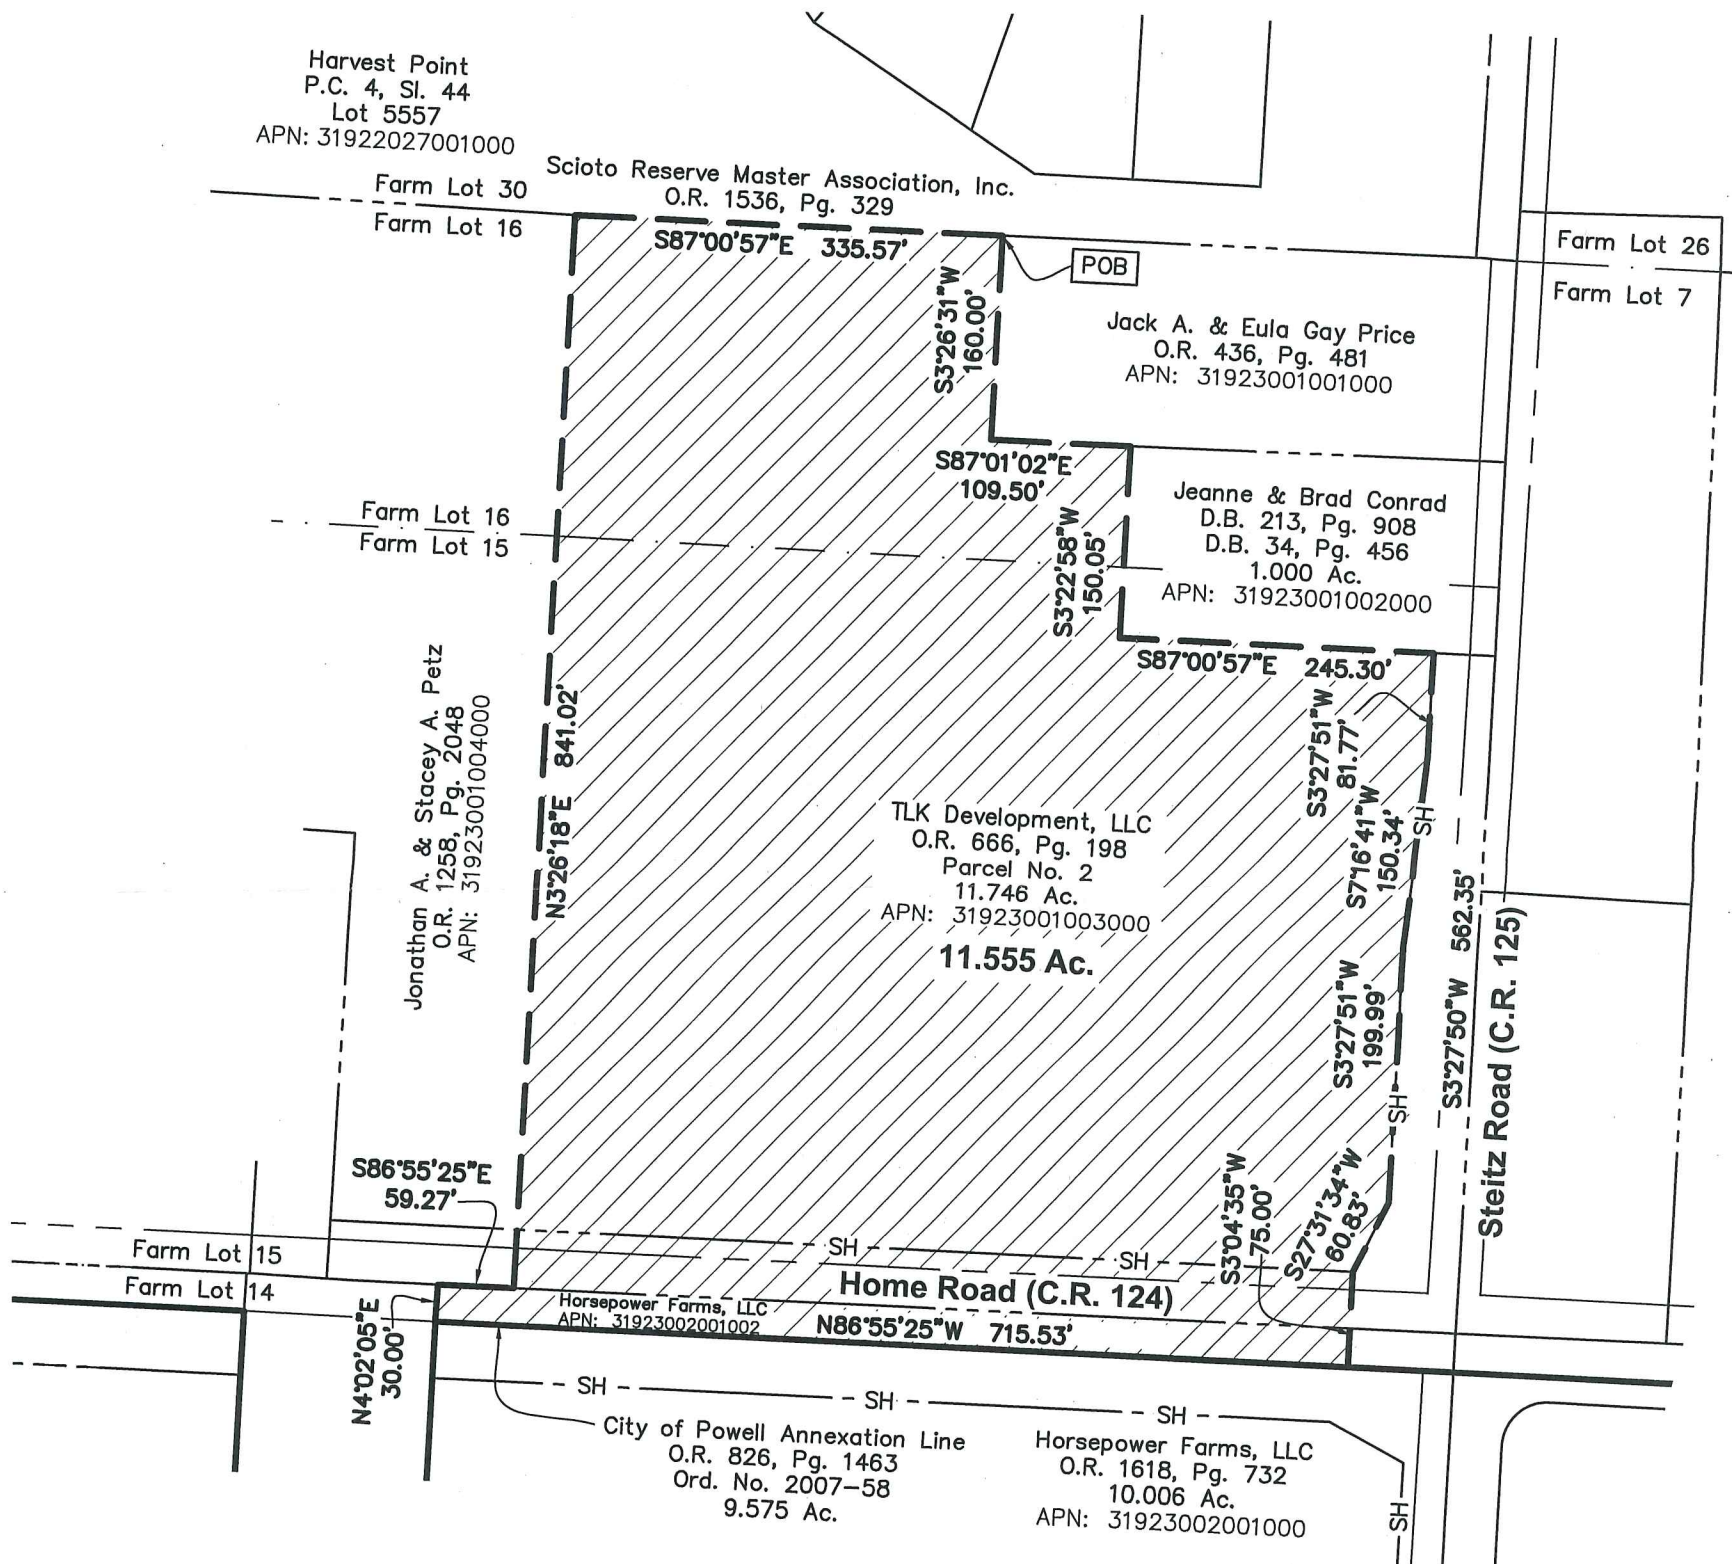 Harvest Point
P.C. 4, Sl. 44
Lot 5557
APN: 31922027001000
Scioto Reserve Master Association, Inc.
O.R. 1536, Pg. 329
Farm Lot 30
Farm Lot 16
S87°00'57"E 335.57'
POB
Farm Lot 26
Farm Lot 7
S3°26'31"W
160.00'
Jack A. & Eula Gay Price
O.R. 436, Pg. 481
APN: 31923001001000
S87°01'02"E
109.50'
Jeanne & Brad Conrad
D.B. 213, Pg. 908
D.B. 34, Pg. 456
1.000 Ac.
APN: 31923001002000
Farm Lot 16
Farm Lot 15
S3°22'58"W
150.05'
S87°00'57"E 245.30'
S3°27'51"W
81.77'
Jonathan A. & Stacey A. Petz
O.R. 1258, Pg. 2048
APN: 31923001004000
N3°26'18"E 841.02'
TLK Development, LLC
O.R. 666, Pg. 198
Parcel No. 2
11.746 Ac.
APN: 31923001003000
11.555 Ac.
S7°16'41"W
150.34'
SH
S3°27'51"W
199.99'
SH
S3°27'50"W 562.35'
Steitz Road (C.R. 125)
S86°55'25"E
59.27'
S3°04'35"W
75.00'
S27°31'34"W
60.83'
Farm Lot 15
Farm Lot 14
SH
SH
Home Road (C.R. 124)
Horsepower Farms, LLC
APN: 31923002001002
N86°55'25"W 715.53'
N4°02'05"E
30.00'
SH
SH
SH
City of Powell Annexation Line
O.R. 826, Pg. 1463
Ord. No. 2007-58
9.575 Ac.
Horsepower Farms, LLC
O.R. 1618, Pg. 732
10.006 Ac.
APN: 31923002001000
SH